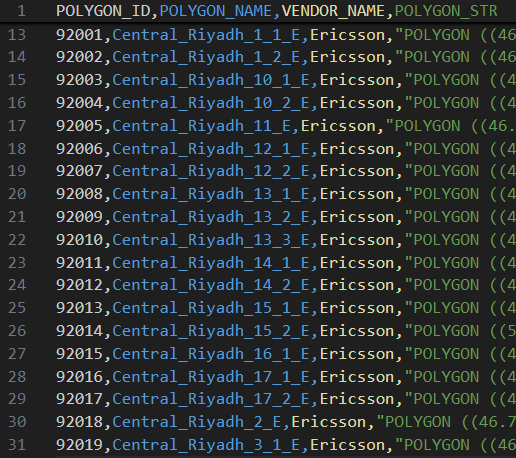 1 POLYGON_ID,POLYGON_NAME,VENDOR_NAME,POLYGON_STR
13 92001,Central_Riyadh_1_1_E,Ericsson,"POLYGON ((46
14 92002,Central_Riyadh_1_2_E,Ericsson,"POLYGON ((46
15 92003,Central_Riyadh_10_1_E,Ericsson,"POLYGON ((4
16 92004,Central_Riyadh_10_2_E,Ericsson,"POLYGON ((4
17 92005,Central_Riyadh_11_E,Ericsson,"POLYGON ((46.
18 92006,Central_Riyadh_12_1_E,Ericsson,"POLYGON ((4
19 92007,Central_Riyadh_12_2_E,Ericsson,"POLYGON ((4
20 92008,Central_Riyadh_13_1_E,Ericsson,"POLYGON ((4
21 92009,Central_Riyadh_13_2_E,Ericsson,"POLYGON ((4
22 92010,Central_Riyadh_13_3_E,Ericsson,"POLYGON ((4
23 92011,Central_Riyadh_14_1_E,Ericsson,"POLYGON ((4
24 92012,Central_Riyadh_14_2_E,Ericsson,"POLYGON ((4
25 92013,Central_Riyadh_15_1_E,Ericsson,"POLYGON ((4
26 92014,Central_Riyadh_15_2_E,Ericsson,"POLYGON ((5
27 92015,Central_Riyadh_16_1_E,Ericsson,"POLYGON ((4
28 92016,Central_Riyadh_17_1_E,Ericsson,"POLYGON ((4
29 92017,Central_Riyadh_17_2_E,Ericsson,"POLYGON ((4
30 92018,Central_Riyadh_2_E,Ericsson,"POLYGON ((46.7
31 92019,Central_Riyadh_3_1_E,Ericsson,"POLYGON ((46